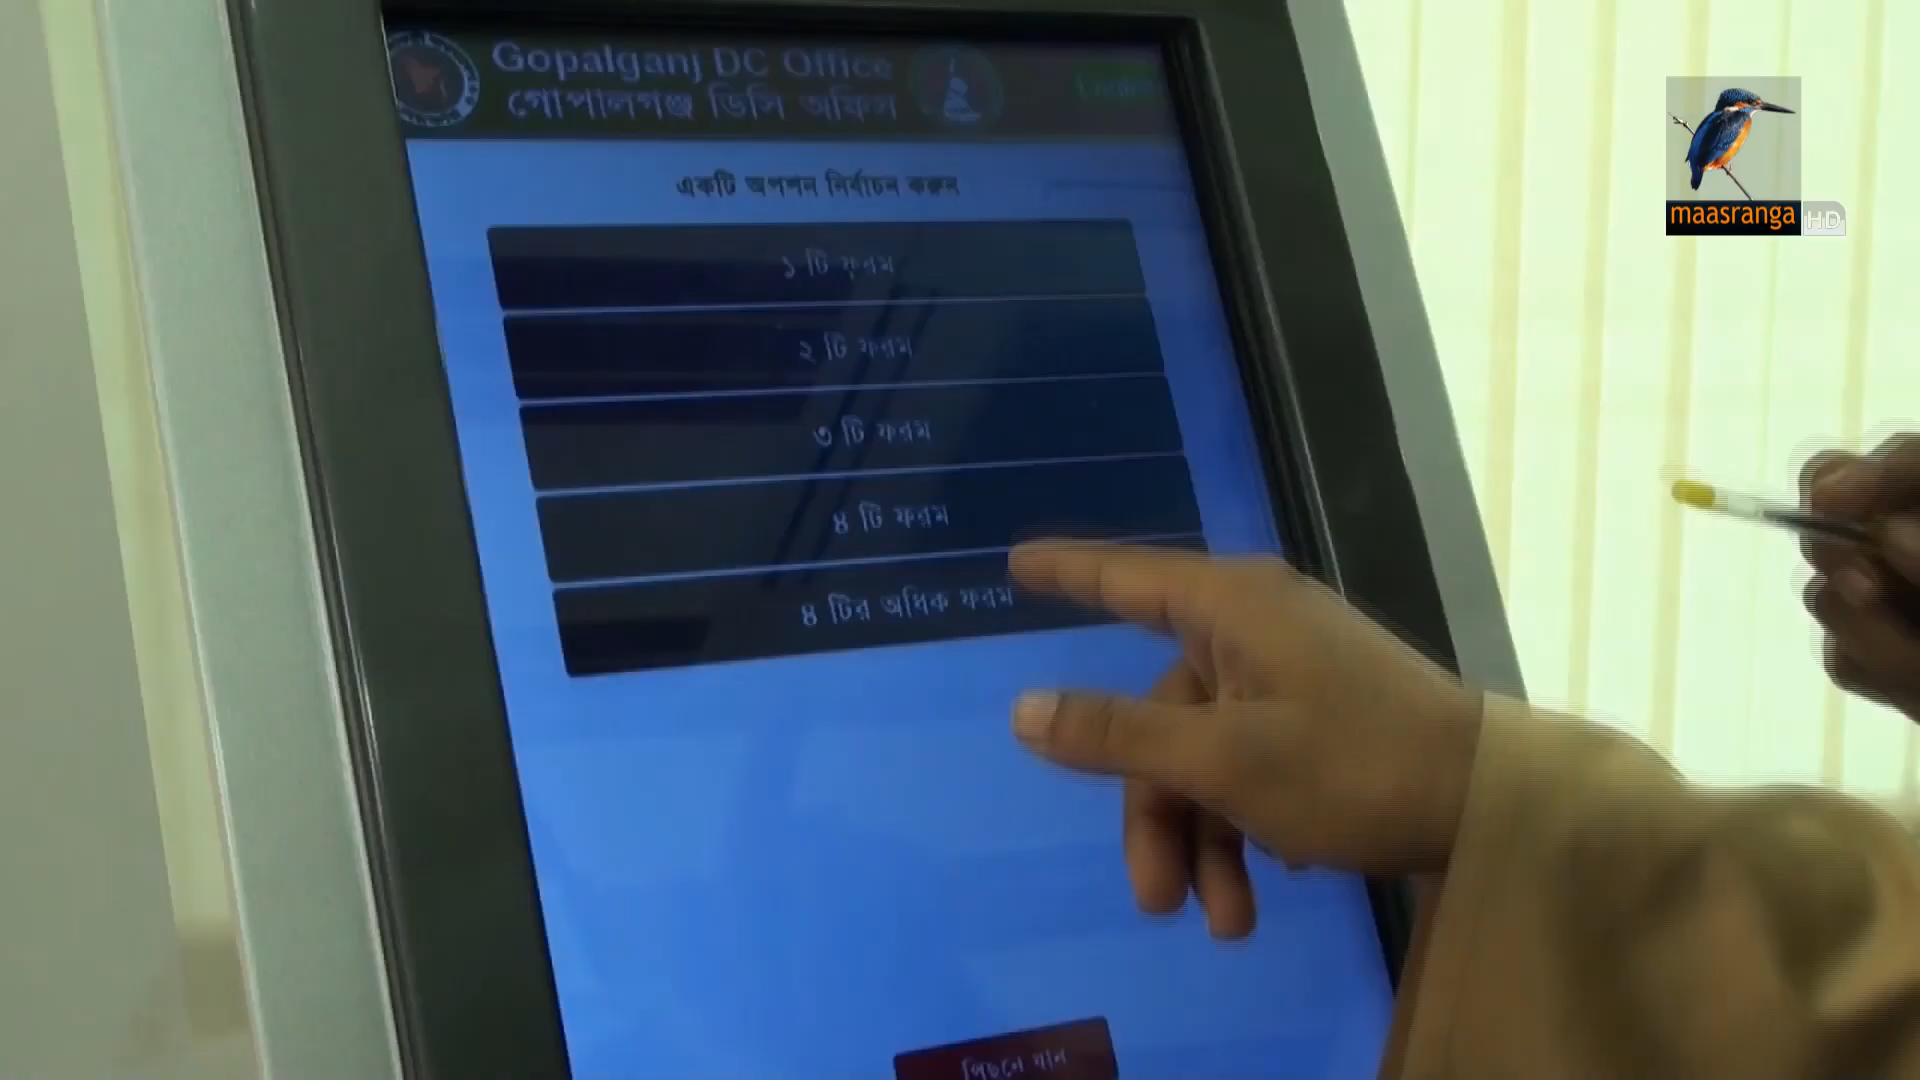 Gopalganj DC Office
গোপালগঞ্জ ডিসি অফিস
একটি অপশন নির্বাচন করুন
১ টি ফরম
২ টি ফরম
৩ টি ফরম
৪ টি ফরম
৪ টির অধিক ফরম
পিছনে যান
maasranga HD